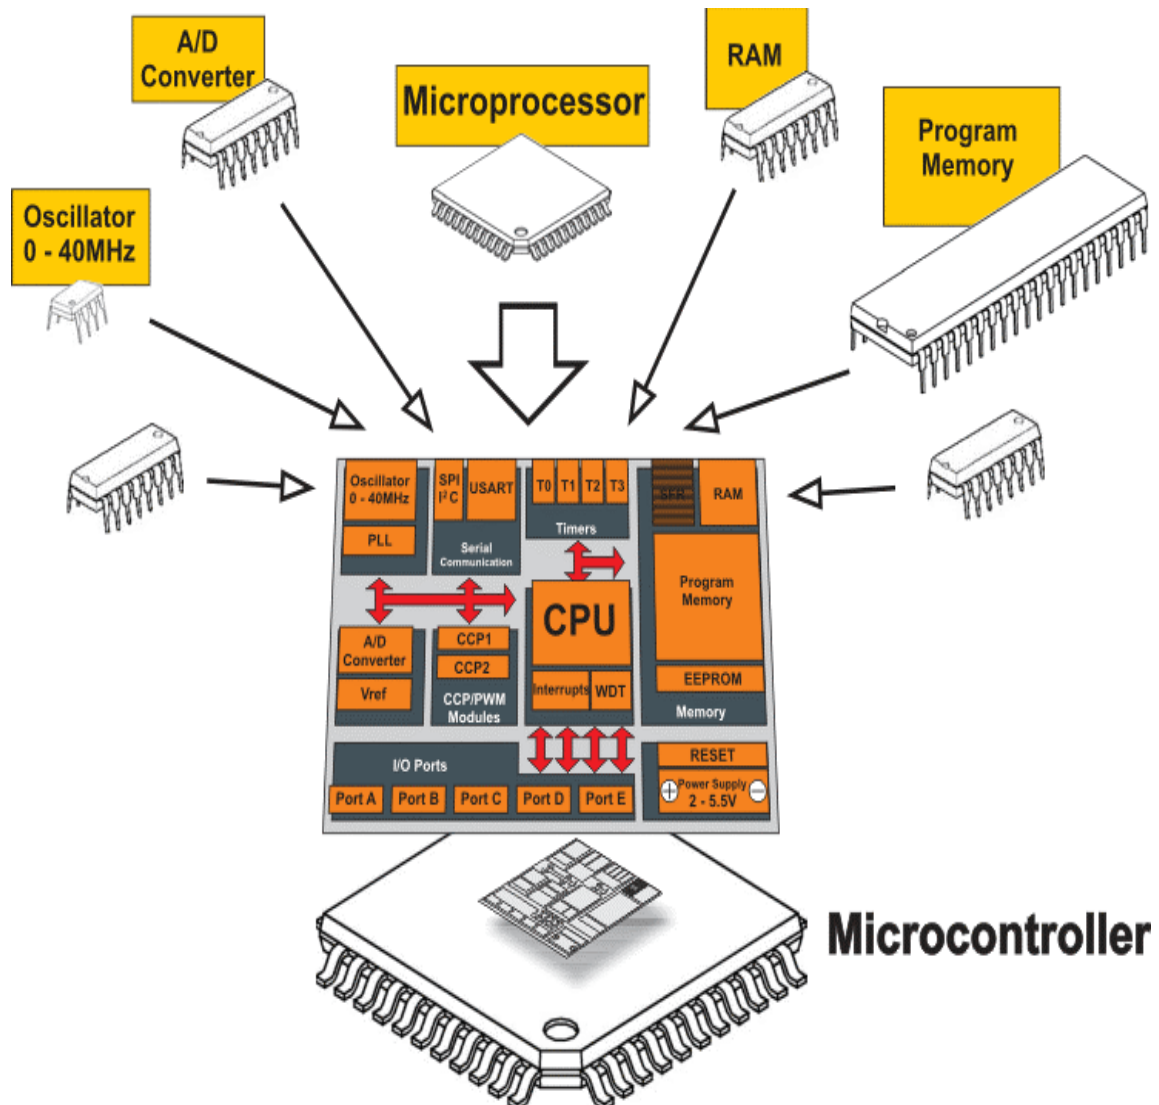 A/D
Converter
Microprocessor
RAM
Program
Memory
Oscillator
0 - 40MHz
Oscillator
0 - 40MHz
PLL
SPI
I²C
USART
Serial
Communication
T0
T1
T2
T3
Timers
SFR
RAM
Program
Memory
EEPROM
Memory
A/D
Converter
Vref
CCP1
CCP2
CCP/PWM
Modules
CPU
Interrupts
WDT
I/O Ports
Port A
Port B
Port C
Port D
Port E
RESET
Power Supply
+
2 - 5.5V
−
Microcontroller